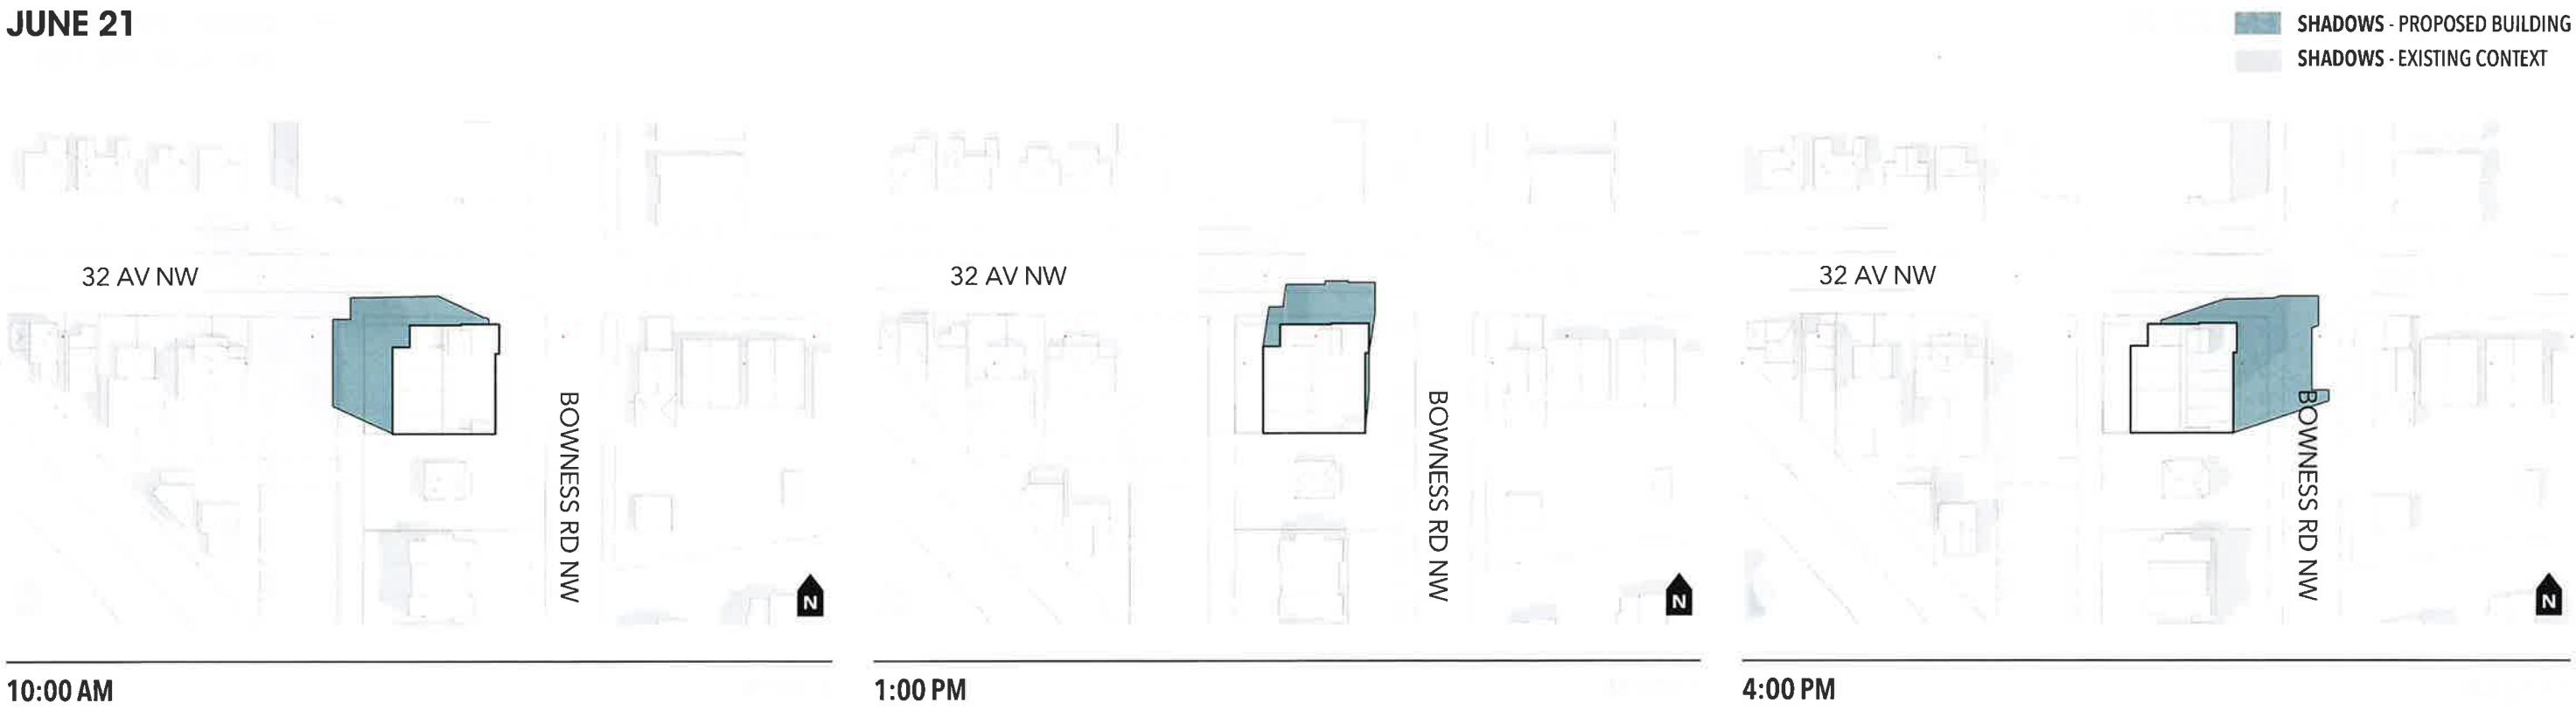 JUNE 21
SHADOWS - PROPOSED BUILDING
SHADOWS - EXISTING CONTEXT
32 AV NW
BOWNESS RD NW
N
10:00 AM
32 AV NW
BOWNESS RD NW
N
1:00 PM
32 AV NW
BOWNESS RD NW
N
4:00 PM